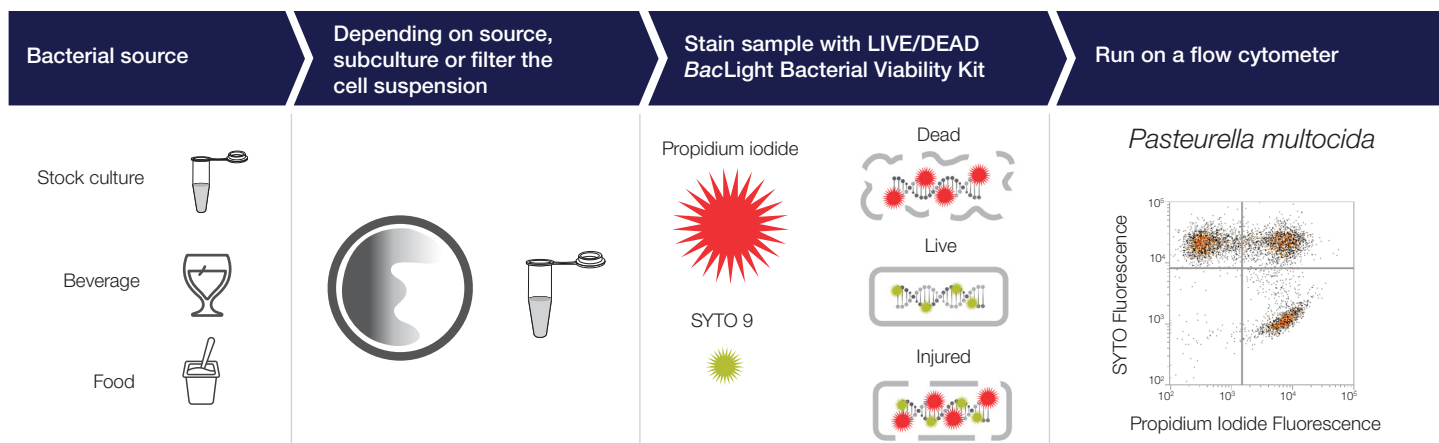 Bacterial source
Depending on source,
subculture or filter the
cell suspension
Stain sample with LIVE/DEAD
BacLight Bacterial Viability Kit
Run on a flow cytometer
Stock culture
Beverage
Food
Propidium iodide
SYTO 9
Dead
Live
Injured
Pasteurella multocida
SYTO Fluorescence
10⁵
10⁴
10³
10²
10² 10³ 10⁴ 10⁵
Propidium Iodide Fluorescence